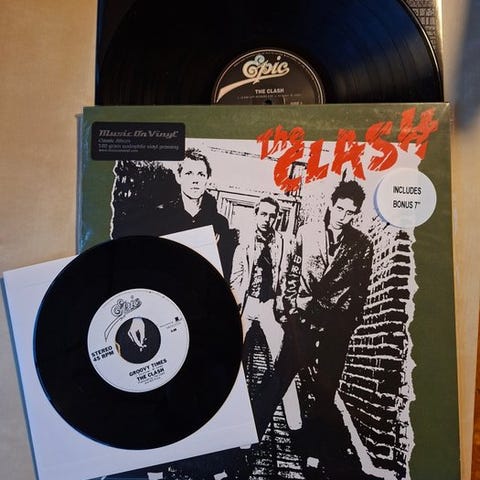 Epic
THE CLASH
Music On Vinyl
Classic Album
180 gram audiophile vinyl pressing
The CLASH
INCLUDES
BONUS 7"
Epic
STEREO
45 RPM
GROOVY TIMES
THE CLASH